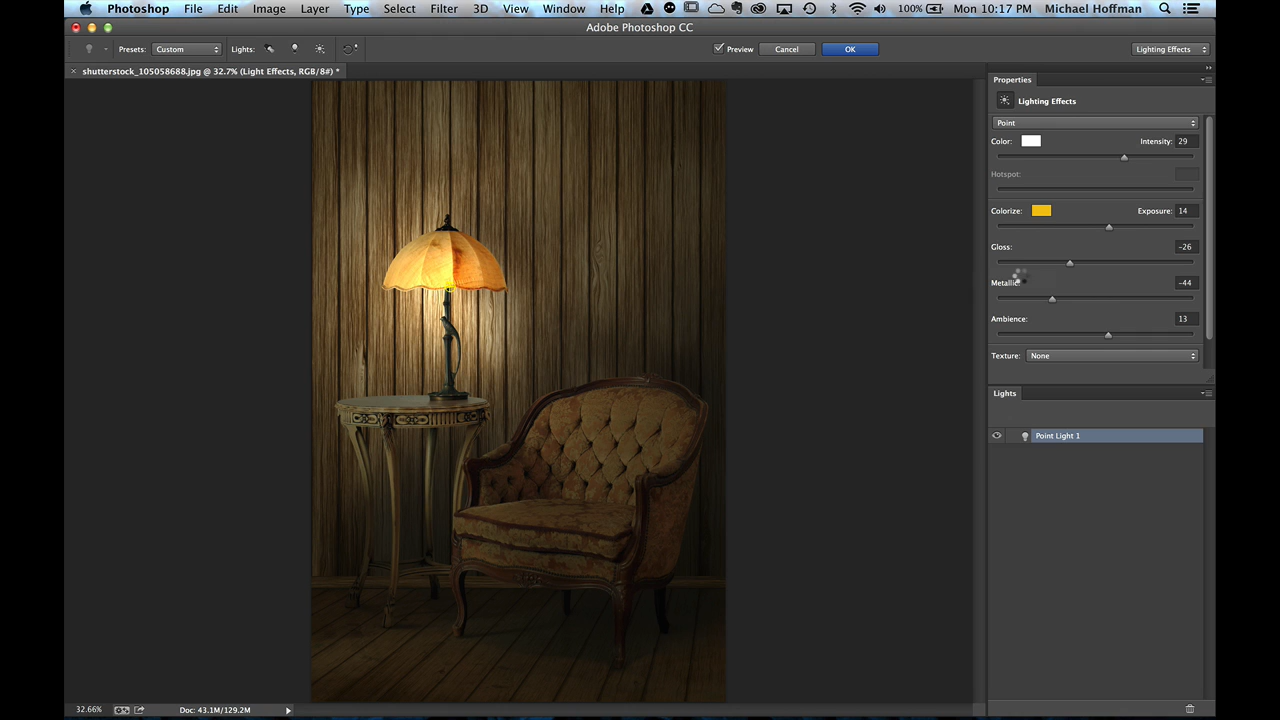 Photoshop File Edit Image Layer Type Select Filter 3D View Window Help 100% Mon 10:17 PM Michael Hoffman
Adobe Photoshop CC
Presets: Custom Lights: Preview Cancel OK Lighting Effects
× shutterstock_105058688.jpg @ 32.7% (Light Effects, RGB/8#) *
Properties
Lighting Effects
Point
Color: Intensity: 29
Hotspot:
Colorize: Exposure: 14
Gloss: -26
Metallic: -44
Ambience: 13
Texture: None
Lights
Point Light 1
32.66% Doc: 43.1M/129.2M